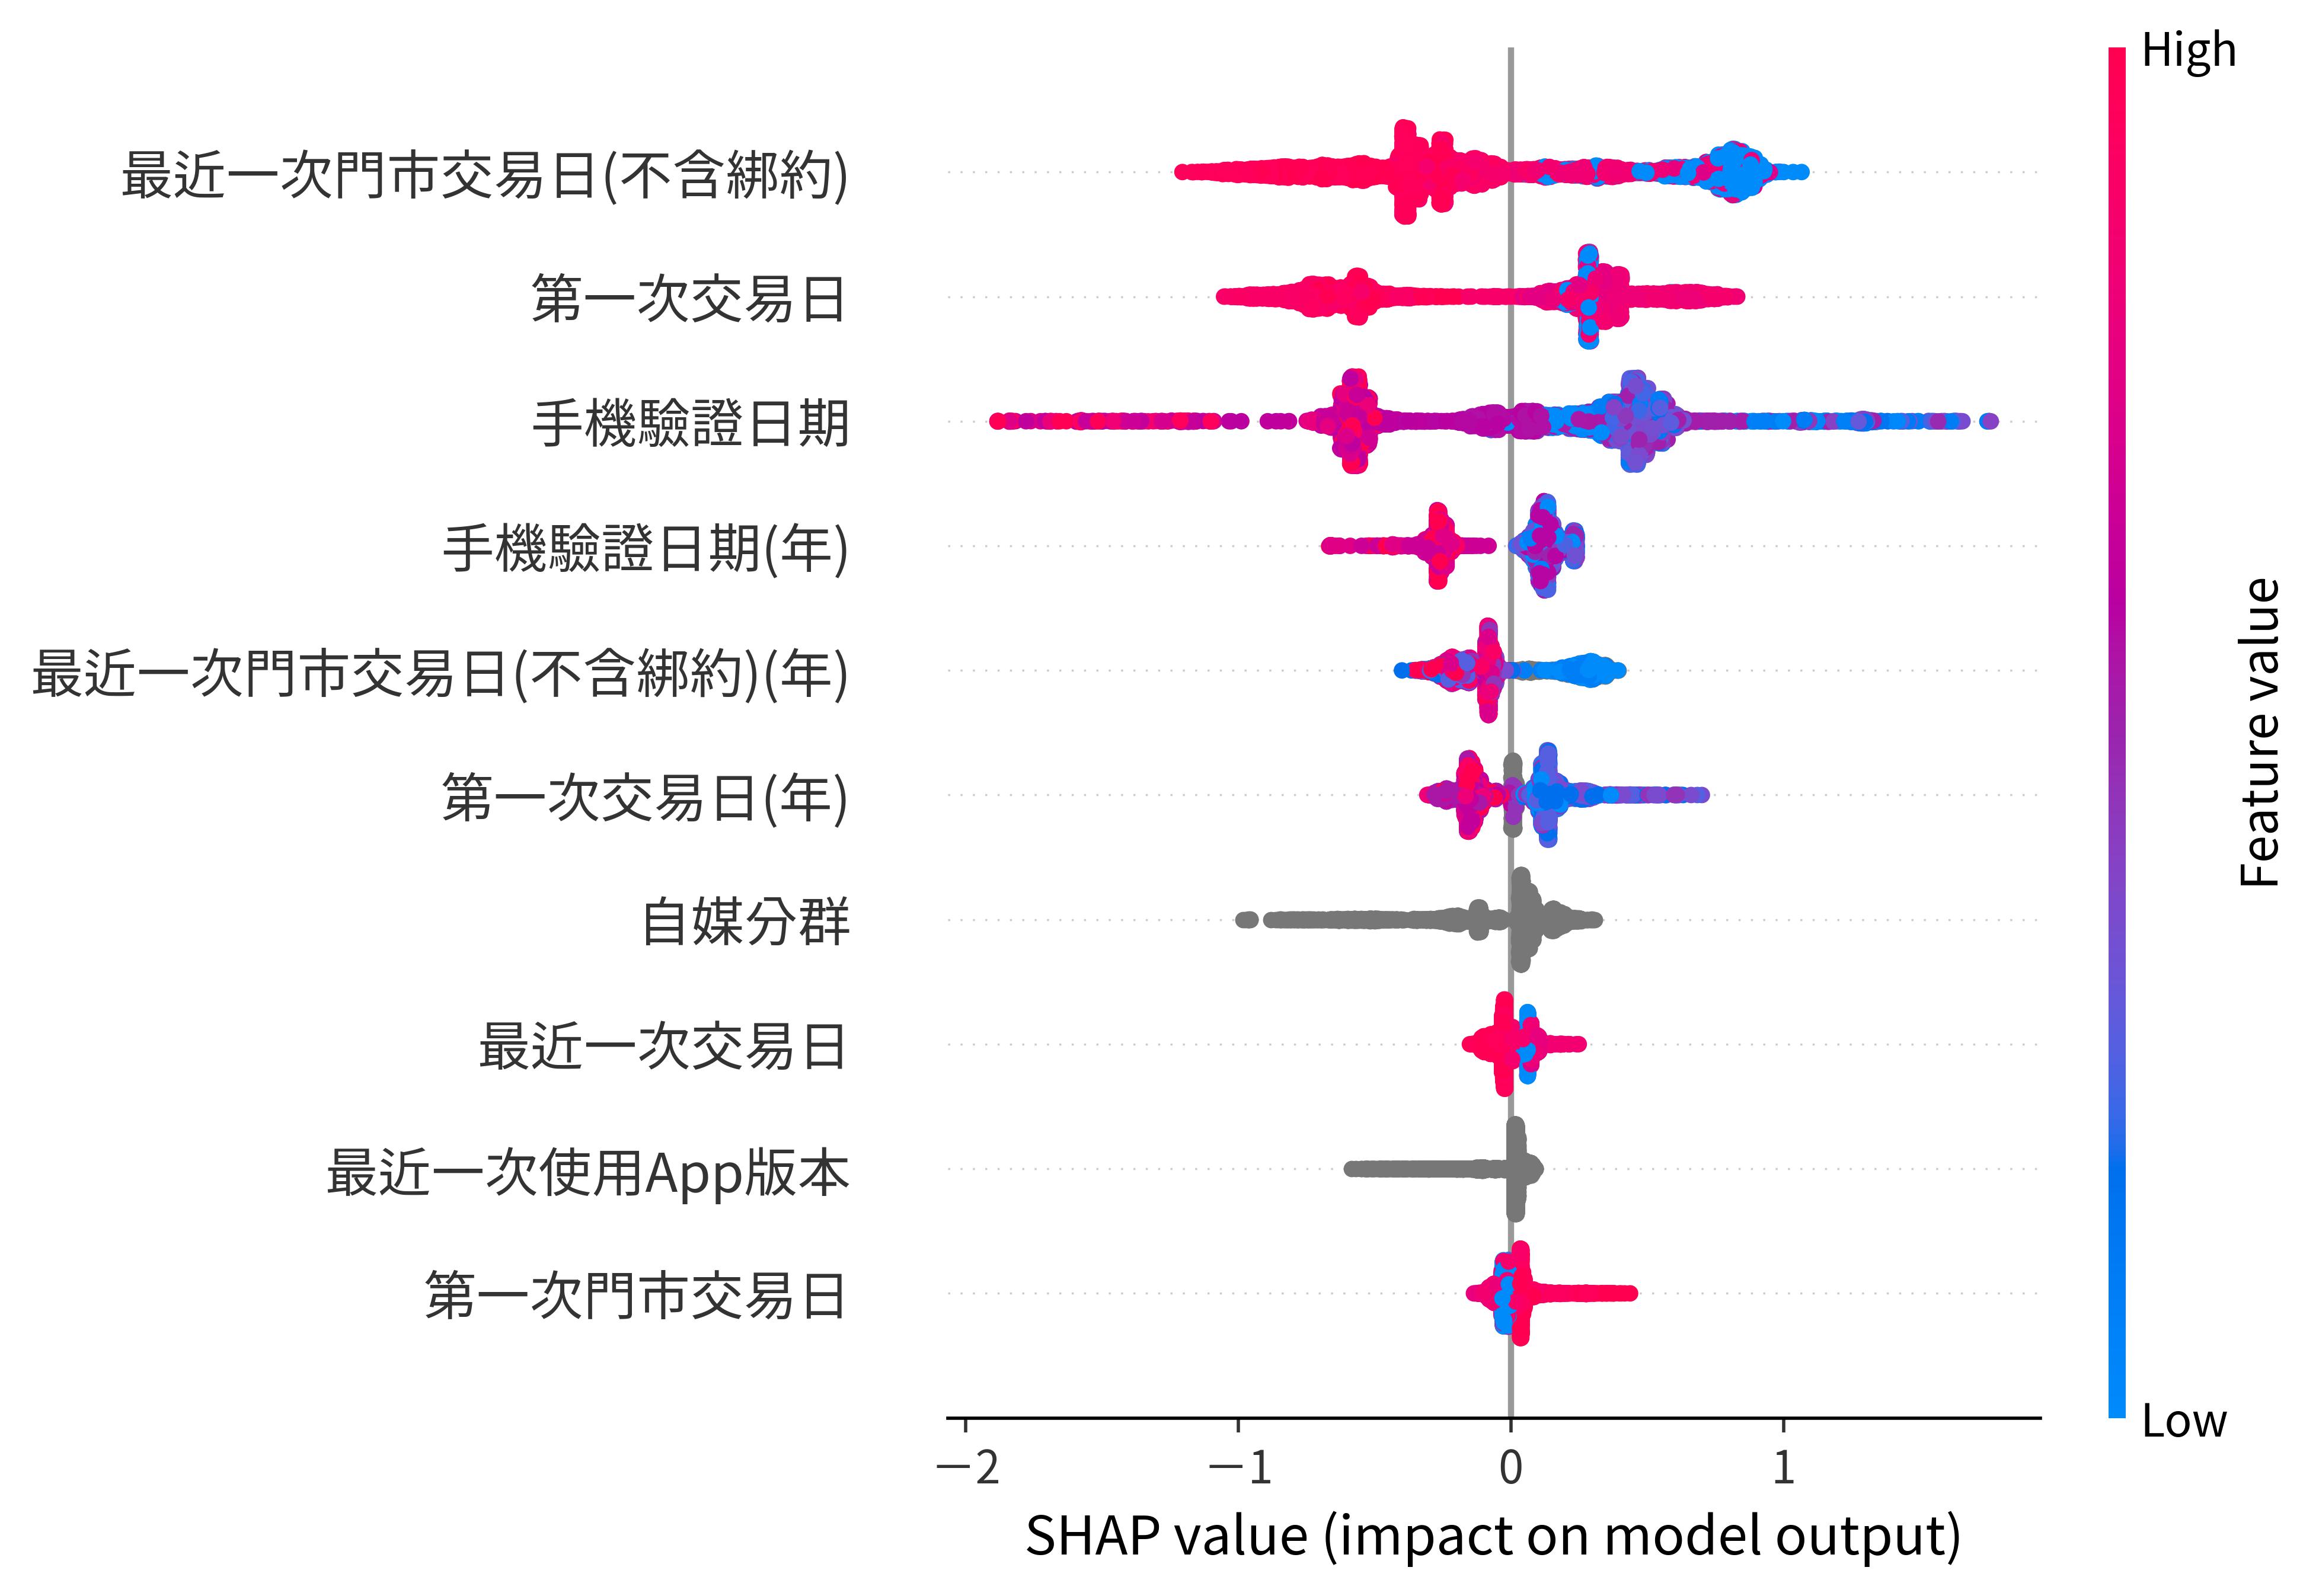 High
最近一次門市交易日(不含綁約)
第一次交易日
手機驗證日期
手機驗證日期(年)
最近一次門市交易日(不含綁約)(年)
第一次交易日(年)
自媒分群
最近一次交易日
最近一次使用App版本
第一次門市交易日
Feature value
Low
−2 −1 0 1
SHAP value (impact on model output)